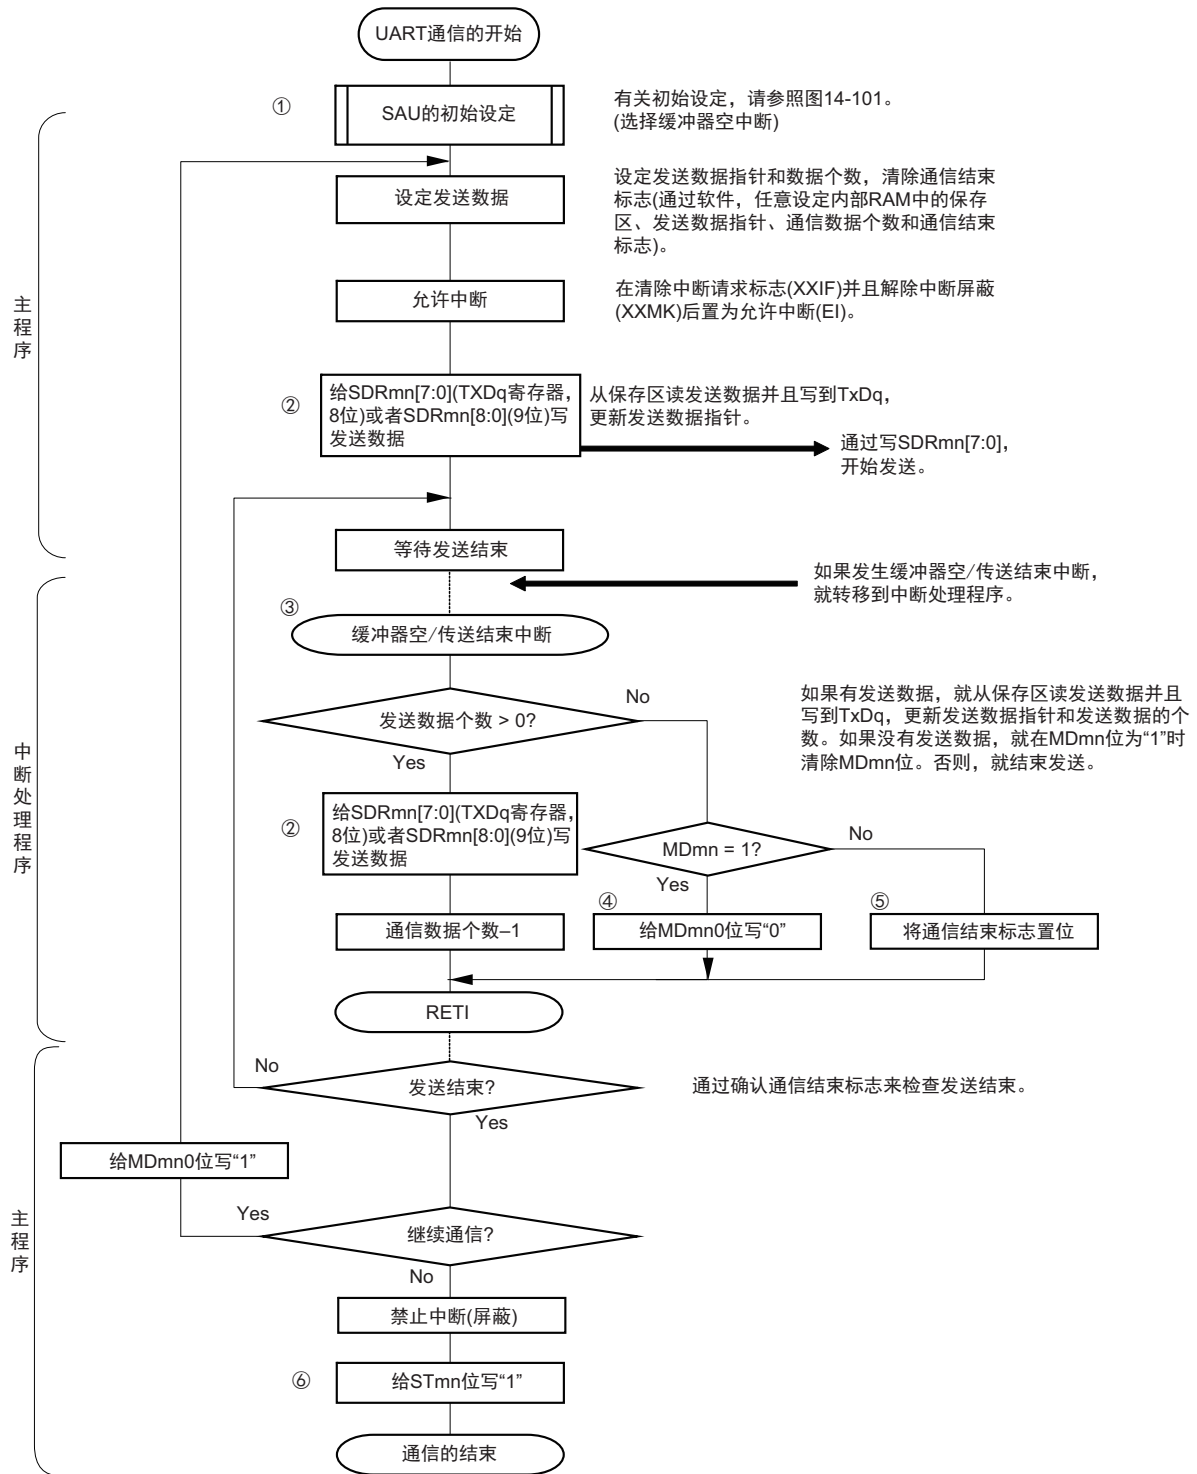 UART通信的开始
①
SAU的初始设定
有关初始设定，请参照图14-101。
(选择缓冲器空中断)
设定发送数据
设定发送数据指针和数据个数，清除通信结束
标志(通过软件，任意设定内部RAM中的保存
区、发送数据指针、通信数据个数和通信结束
标志)。
主程序
允许中断
在清除中断请求标志(XXIF)并且解除中断屏蔽
(XXMK)后置为允许中断(EI)。
②
给SDRmn[7:0](TXDq寄存器，
8位)或者SDRmn[8:0](9位)写
发送数据
从保存区读发送数据并且写到TxDq，
更新发送数据指针。
通过写SDRmn[7:0]，
开始发送。
等待发送结束
如果发生缓冲器空/传送结束中断，
就转移到中断处理程序。
③
缓冲器空/传送结束中断
中断处理程序
发送数据个数 > 0?
No
Yes
如果有发送数据，就从保存区读发送数据并且
写到TxDq，更新发送数据指针和发送数据的个
数。如果没有发送数据，就在MDmn位为“1”时
清除MDmn位。否则，就结束发送。
②
给SDRmn[7:0](TXDq寄存器，
8位)或者SDRmn[8:0](9位)写
发送数据
MDmn = 1?
No
Yes
通信数据个数–1
④
给MDmn0位写“0”
⑤
将通信结束标志置位
RETI
No
发送结束?
Yes
通过确认通信结束标志来检查发送结束。
给MDmn0位写“1”
主程序
Yes
继续通信?
No
禁止中断(屏蔽)
⑥
给STmn位写“1”
通信的结束